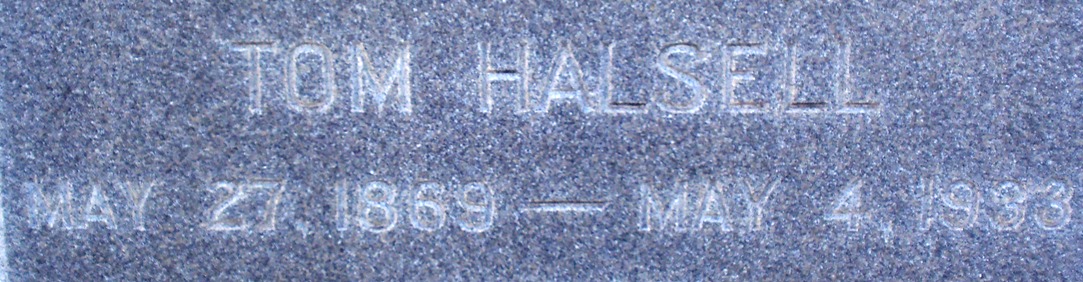 TOM HALSELL
MAY 27, 1869 — MAY 4, 1933